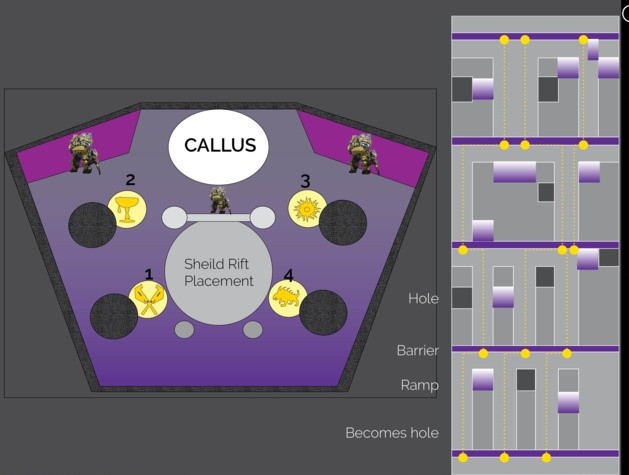 CALLUS
2
3
Sheild Rift
Placement
1
4
Hole
Barrier
Ramp
Becomes hole